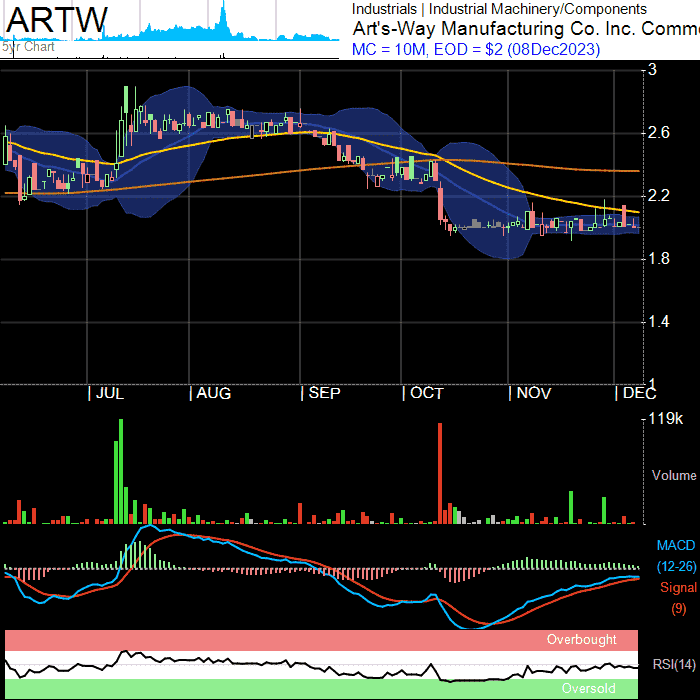 ARTW
5yr Chart
Industrials | Industrial Machinery/Components
Art's-Way Manufacturing Co. Inc. Comm
MC = 10M, EOD = $2 (08Dec2023)
3
2.6
2.2
1.8
1.4
1
JUL AUG SEP OCT NOV DEC
119k
Volume
MACD
(12-26)
Signal
(9)
Overbought
RSI(14)
Oversold